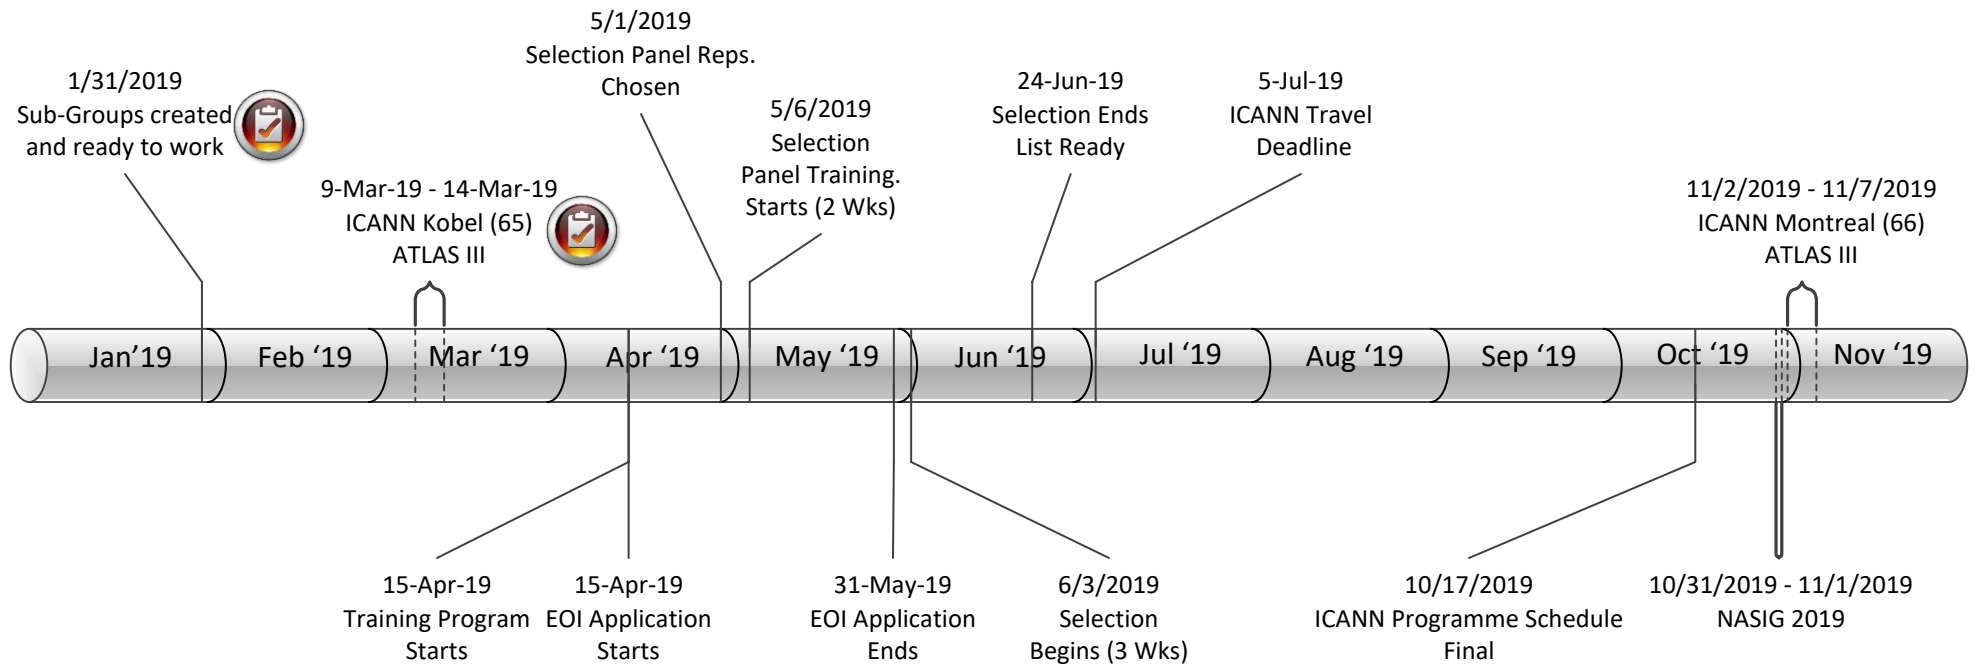 5/1/2019
Selection Panel Reps.
Chosen
1/31/2019
Sub-Groups created
and ready to work
24-Jun-19
Selection Ends
List Ready
5-Jul-19
ICANN Travel
Deadline
5/6/2019
Selection
Panel Training.
Starts (2 Wks)
9-Mar-19 - 14-Mar-19
ICANN Kobel (65)
ATLAS III
11/2/2019 - 11/7/2019
ICANN Montreal (66)
ATLAS III
Jan’19
Feb ‘19
Mar ‘19
Apr ‘19
May ‘19
Jun ‘19
Jul ‘19
Aug ‘19
Sep ‘19
Oct ‘19
Nov ‘19
15-Apr-19
Training Program
Starts
15-Apr-19
EOI Application
Starts
31-May-19
EOI Application
Ends
6/3/2019
Selection
Begins (3 Wks)
10/17/2019
ICANN Programme Schedule
Final
10/31/2019 - 11/1/2019
NASIG 2019